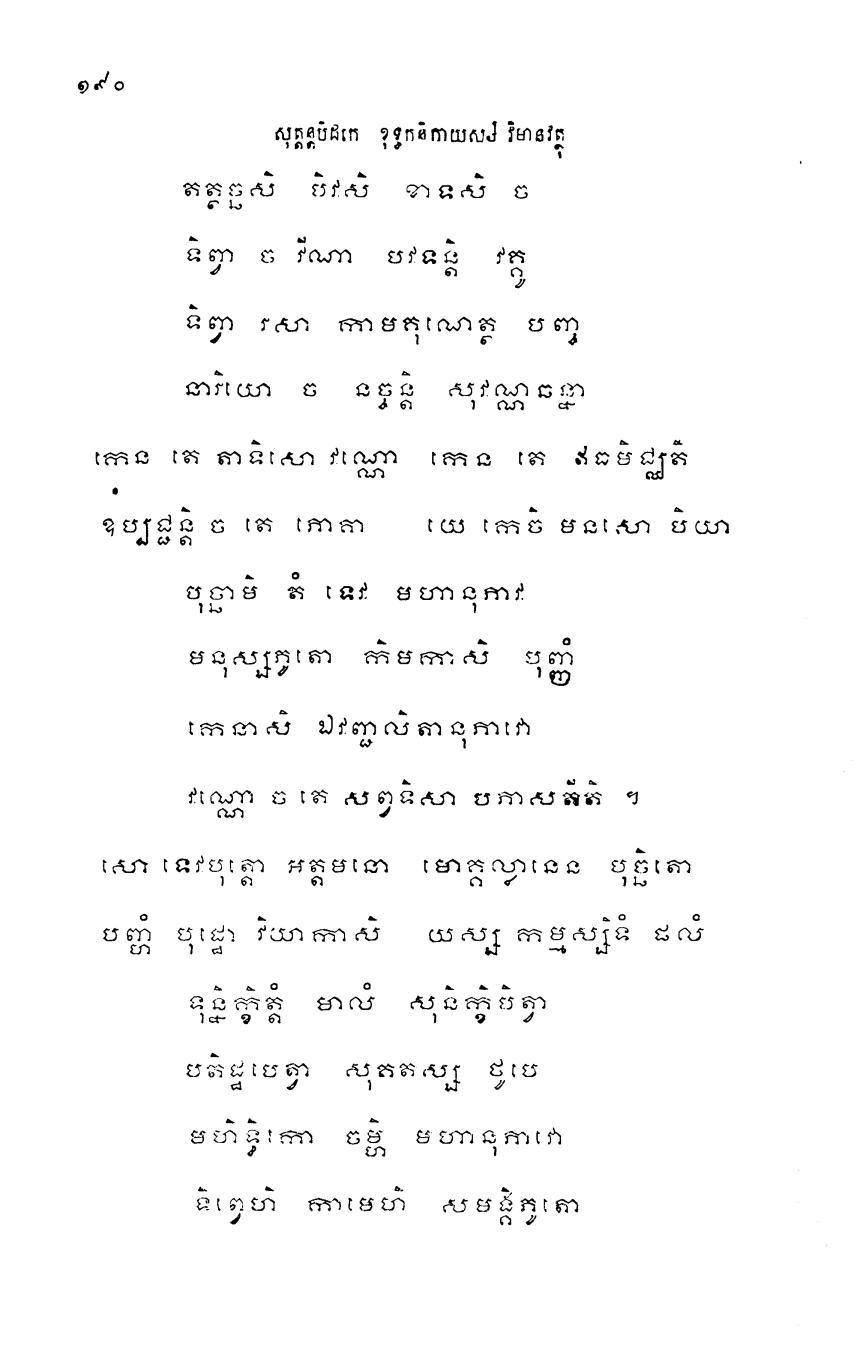 ១៩០
សុត្តន្តបិដកេ ខុទ្ទកនិកាយស្ស វិមានវត្ថុ
តត្ថច្ឆសិ បិវសិ ខាទសិ ច
ទិព្វា ច វីណា បវទន្តិ វគ្គូ
ទិព្វា រសា កាមគុណេត្ថ បញ្ច
នារិយោ ច នច្ចន្តិ សុវណ្ណឆន្នា
កេន តេ តាទិសោ វណ្ណោ កេន តេ ឥធមិជ្ឈតិ
ឧប្បជ្ជន្តិ ច តេ ភោគា យេ កេចិ មនសោ បិយា
បុច្ឆាមិ តំ ទេវ មហានុភាវ
មនុស្សភូតោ កិមកាសិ បុញ្ញំ
កេនាសិ ឯវញ្ជលិតានុភាវោ
វណ្ណោ ច តេ សព្វទិសា បភាសតីតិ ។
សោ ទេវបុត្តោ អត្តមនោ មោគ្គល្លានេន បុច្ឆិតោ
បញ្ហំ បុដ្ឋោ វិយាកាសិ យស្ស កម្មស្សិទំ ផលំ
ទុន្និក្ខិត្តំ មាលំ សុនិក្ខិបិត្វា
បតិដ្ឋបេត្វា សុគតស្ស ថូបេ
មហិទ្ធិកោ ចម្ហិ មហានុភាវោ
ទិព្វេហិ កាមេហិ សមង្គិភូតោ